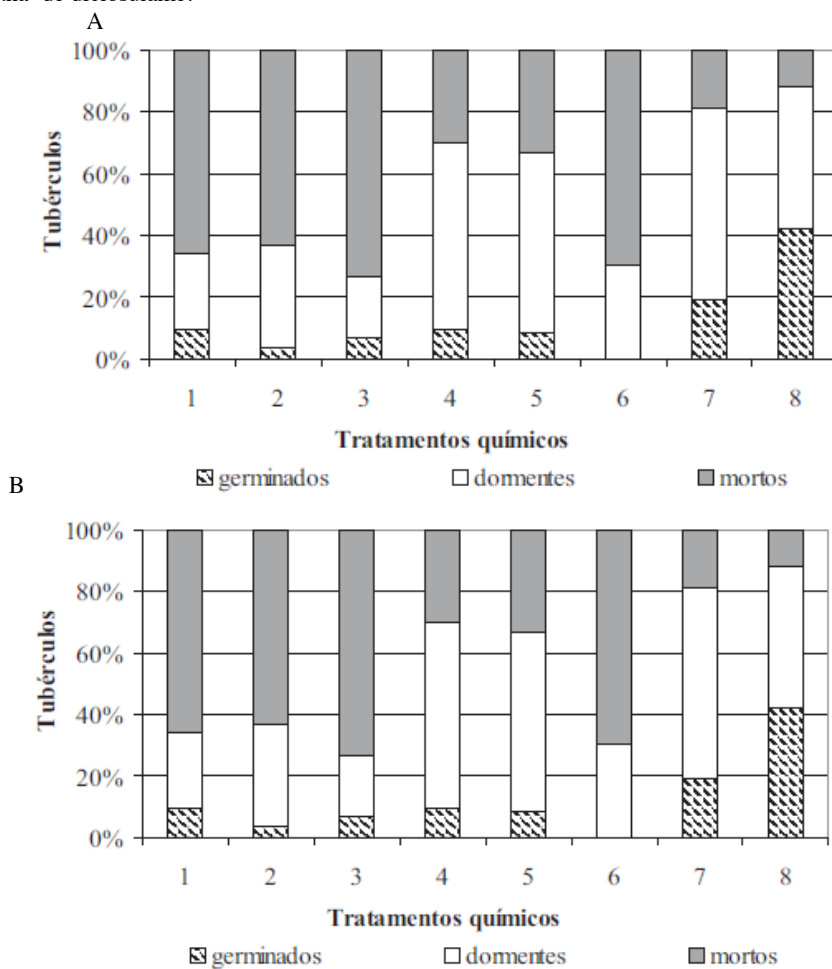 A
100%
80%
60%
40%
20%
0%
Tubérculos
1 2 3 4 5 6 7 8
Tratamentos químicos
germinados dormentes mortos
B
100%
80%
60%
40%
20%
0%
Tubérculos
1 2 3 4 5 6 7 8
Tratamentos químicos
germinados dormentes mortos